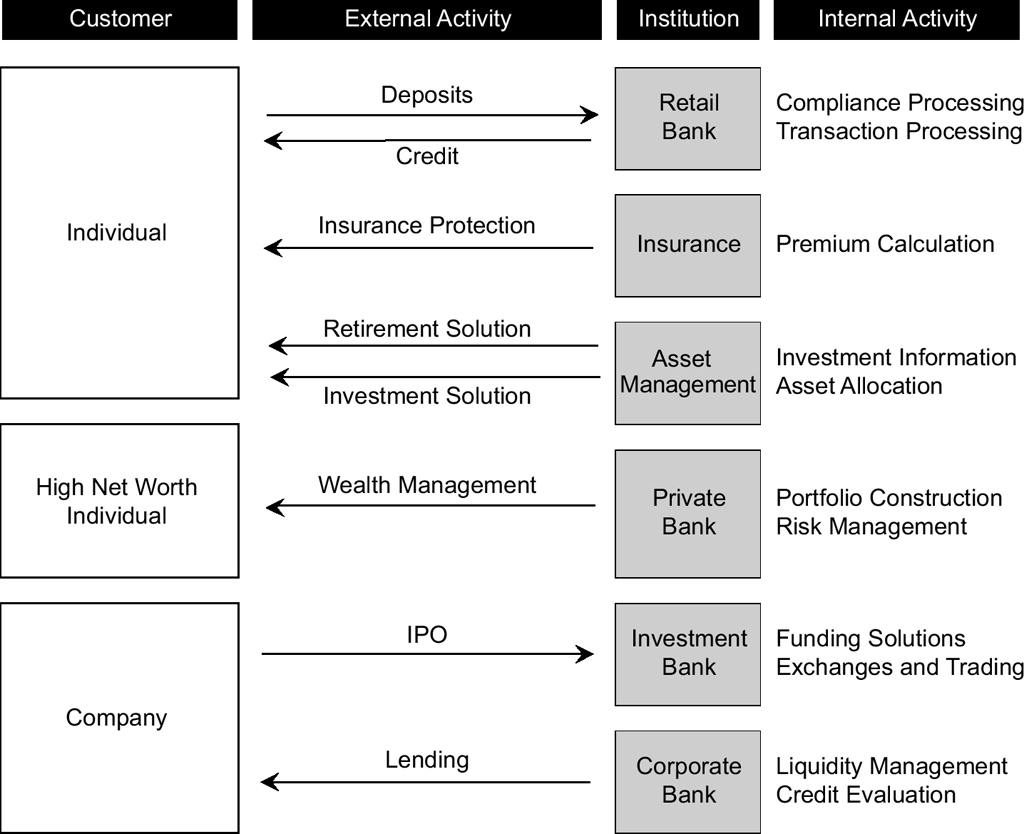 Customer
External Activity
Institution
Internal Activity
Individual
Deposits
Credit
Retail
Bank
Compliance Processing
Transaction Processing
Insurance Protection
Insurance
Premium Calculation
Retirement Solution
Investment Solution
Asset
Management
Investment Information
Asset Allocation
High Net Worth
Individual
Wealth Management
Private
Bank
Portfolio Construction
Risk Management
Company
IPO
Investment
Bank
Funding Solutions
Exchanges and Trading
Lending
Corporate
Bank
Liquidity Management
Credit Evaluation